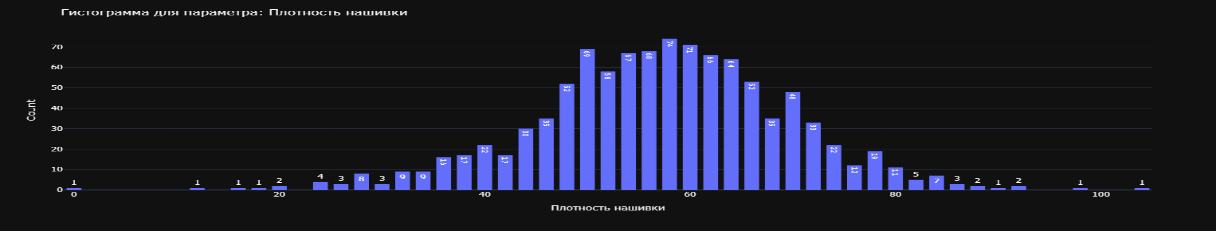 Гистограмма для параметра: Плотность нашивки
70
60
50
40
30
20
10
0
1 1 1 1 2 4 3 8 3 9 9 17 22 17 30 35 52 69 58 67 68 74 71 66 64 53 35 48 33 22 12 19 11 5 7 3 2 1 2 1 1
0 20 40 60 80 100
Плотность нашивки